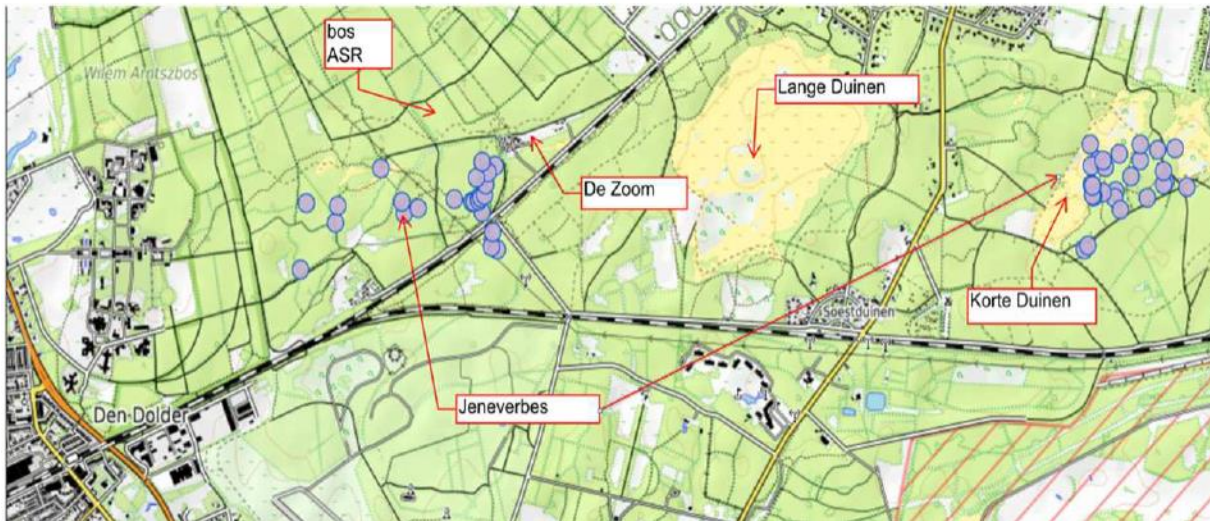 bos
ASR
Willem Arntszbos
Lange Duinen
De Zoom
Korte Duinen
Soestduinen
Jeneverbes
Den Dolder